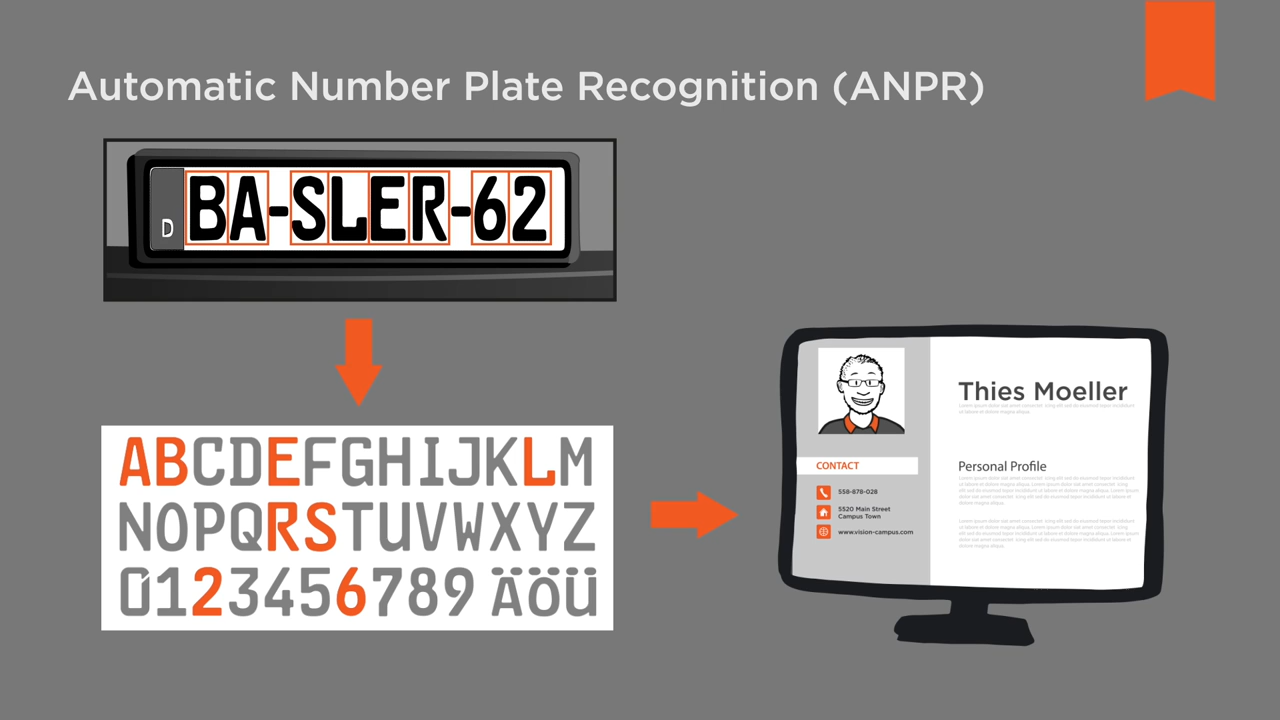 Automatic Number Plate Recognition (ANPR)
D
BA-SLER-62
ABCDEFGHIJKLM
NOPQRSTUVWXYZ
0123456789 ÄÖÜ
Thies Moeller
CONTACT
558-878-028
5520 Main Street
Campus Town
www.vision-campus.com
Personal Profile